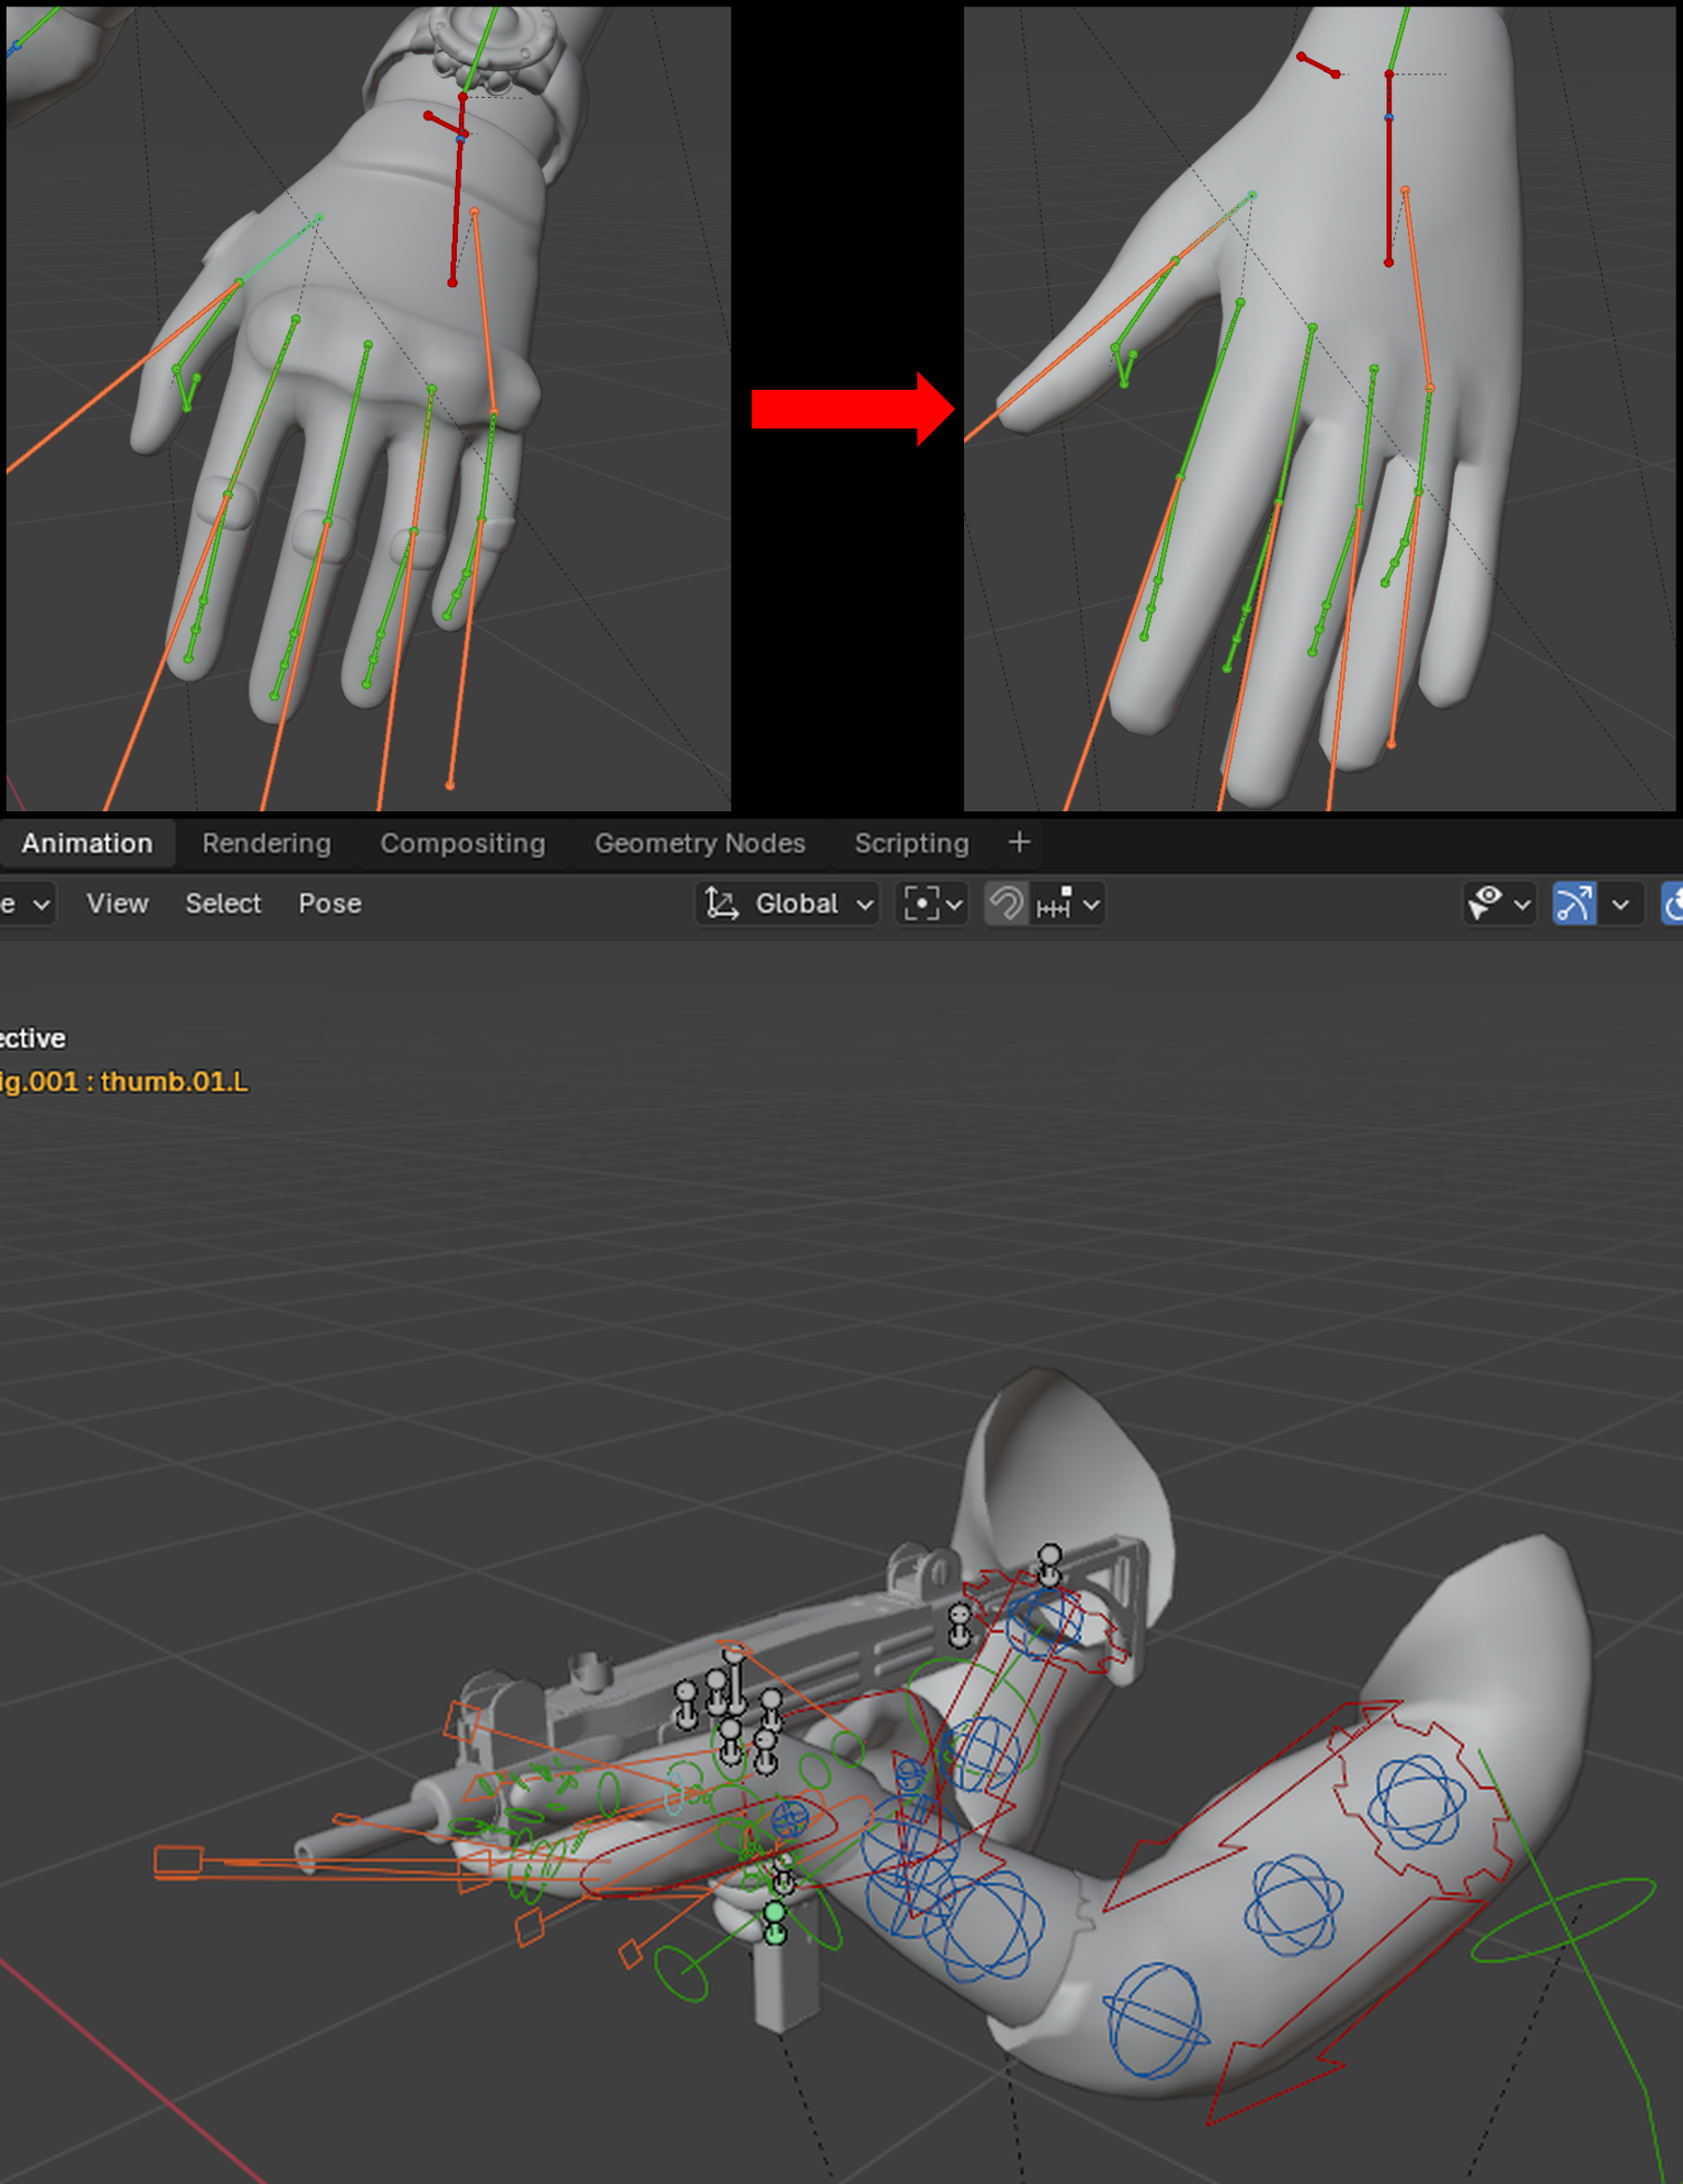 Animation Rendering Compositing Geometry Nodes Scripting +
e View Select Pose Global
ective
ig.001 : thumb.01.L